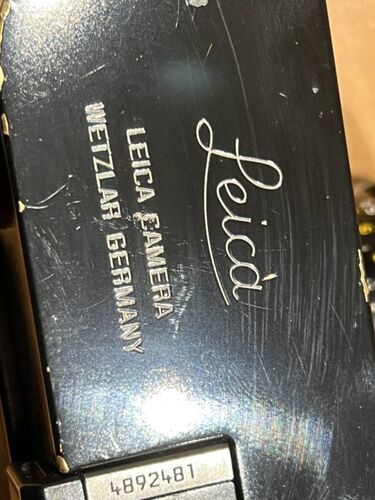 Leica
LEICA CAMERA
WETZLAR GERMANY
4892481